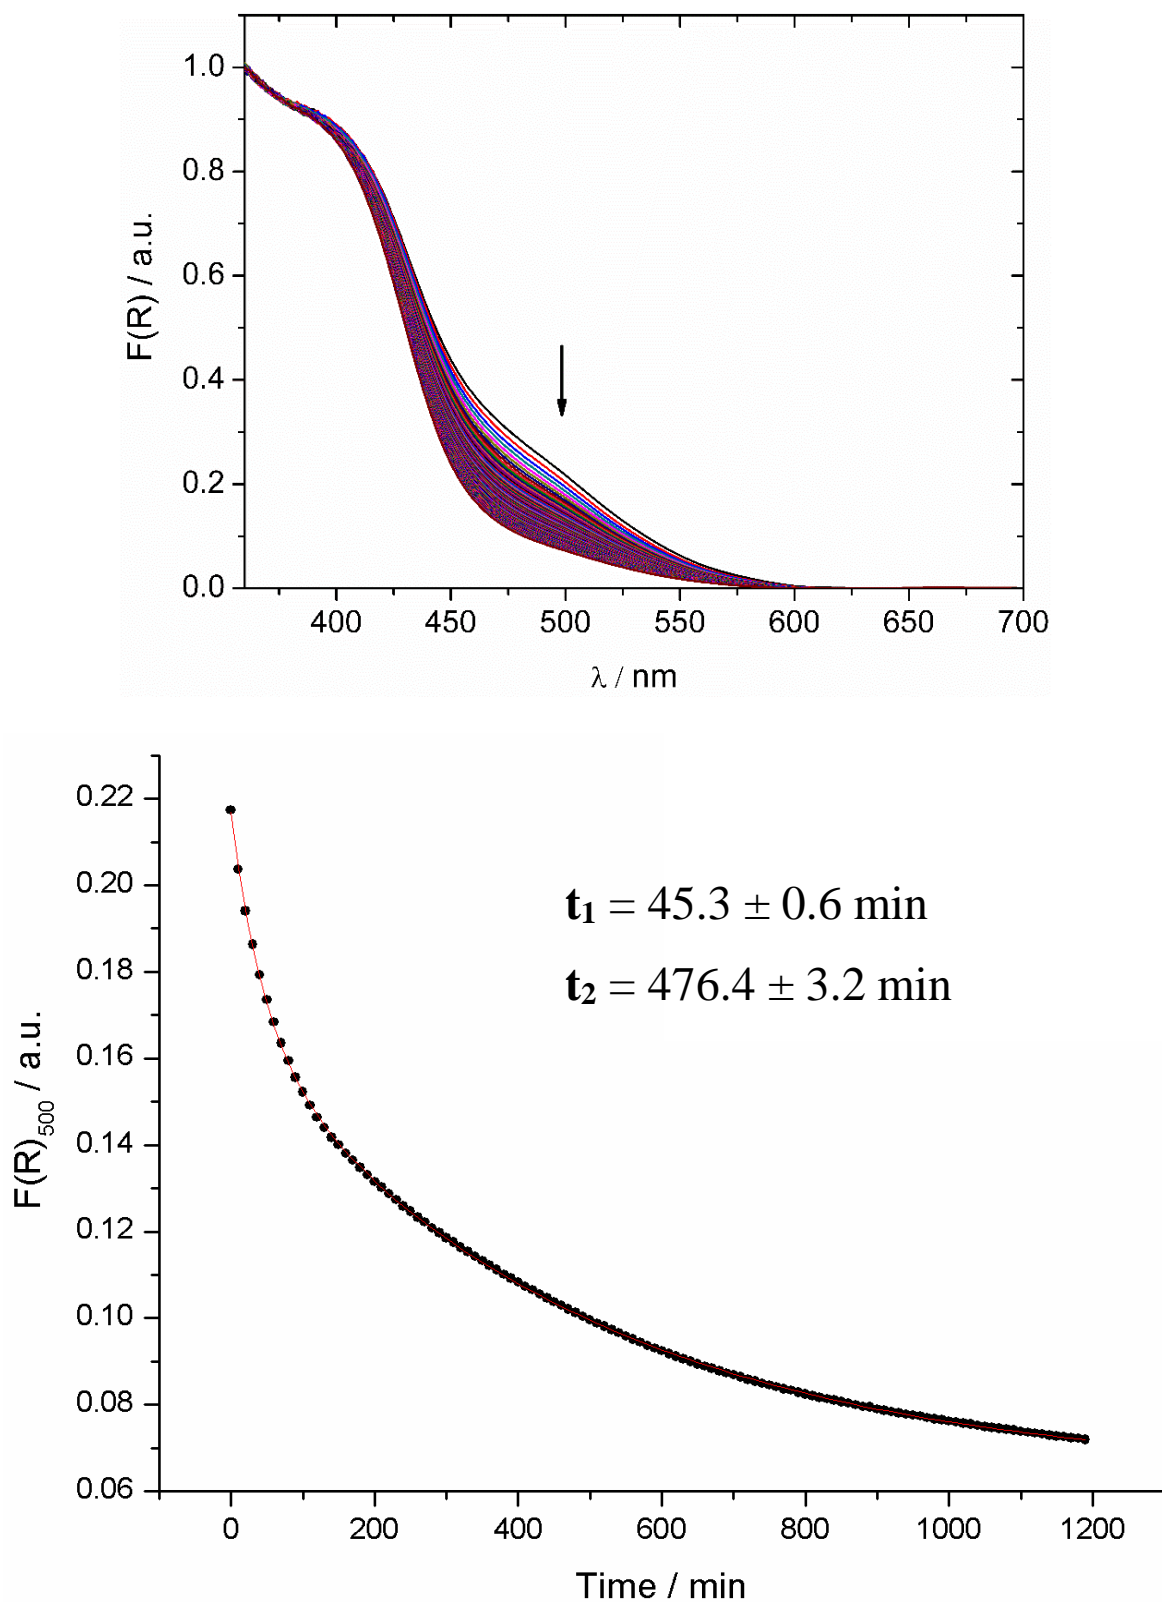 1.0
0.8
0.6
0.4
0.2
0.0
F(R) / a.u.
400 450 500 550 600 650 700
λ / nm
0.22
0.20
0.18
0.16
0.14
0.12
0.10
0.08
0.06
F(R)₅₀₀ / a.u.
t₁ = 45.3 ± 0.6 min
t₂ = 476.4 ± 3.2 min
0 200 400 600 800 1000 1200
Time / min